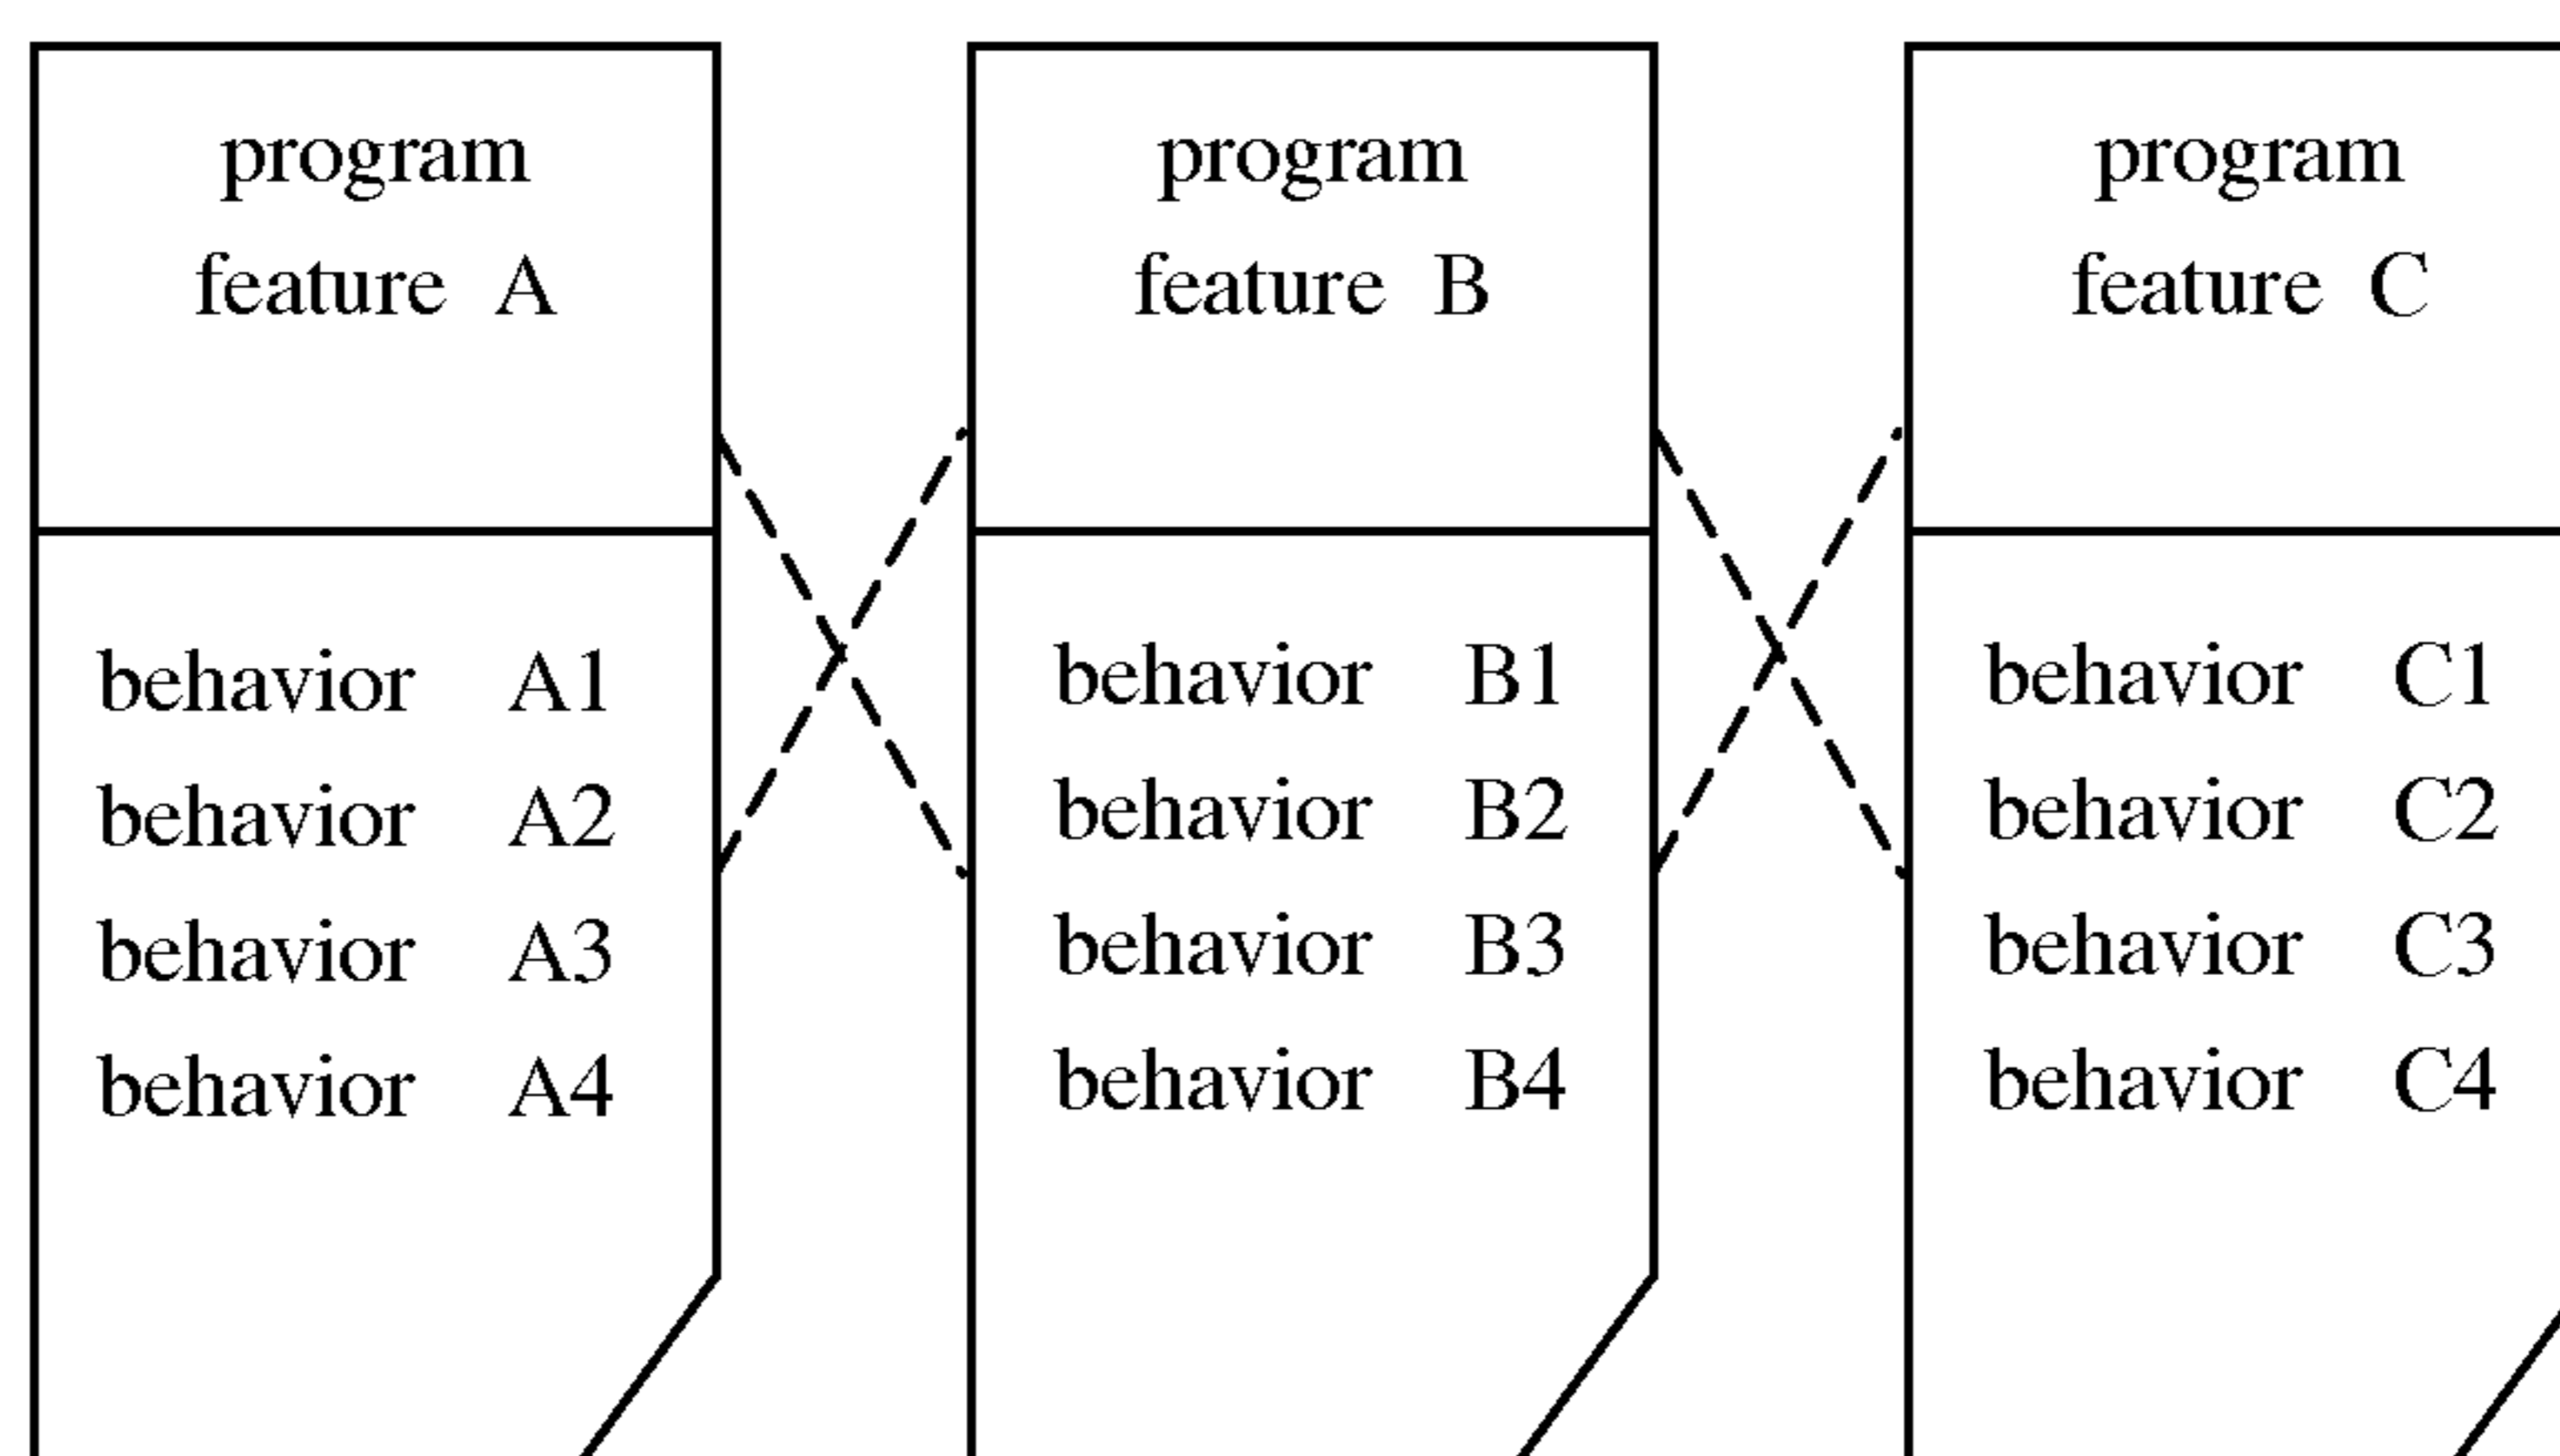 program
feature A
behavior A1
behavior A2
behavior A3
behavior A4
program
feature B
behavior B1
behavior B2
behavior B3
behavior B4
program
feature C
behavior C1
behavior C2
behavior C3
behavior C4